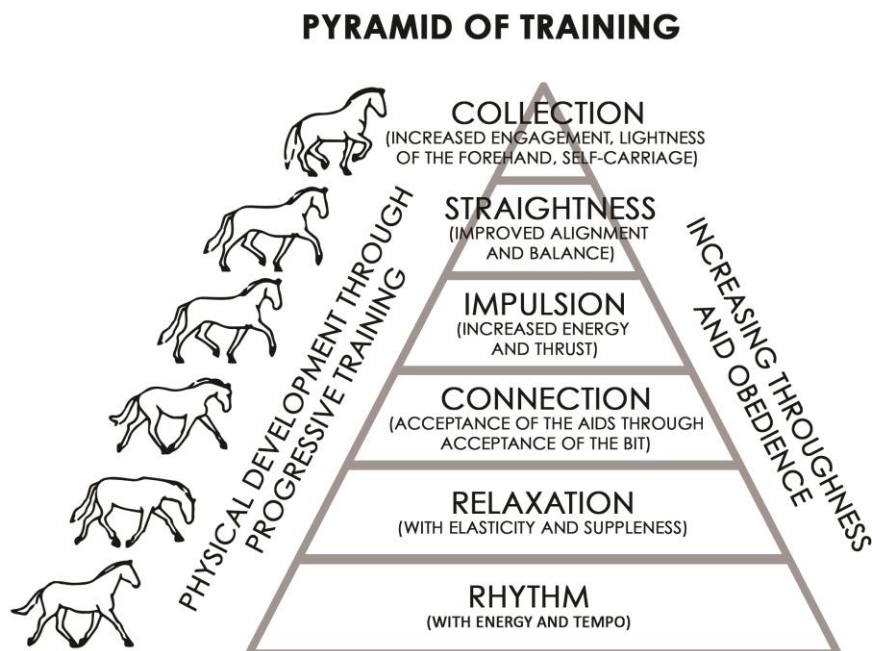 PYRAMID OF TRAINING
COLLECTION
(INCREASED ENGAGEMENT, LIGHTNESS
OF THE FOREHAND, SELF-CARRIAGE)
STRAIGHTNESS
(IMPROVED ALIGNMENT
AND BALANCE)
IMPULSION
(INCREASED ENERGY
AND THRUST)
CONNECTION
(ACCEPTANCE OF THE AIDS THROUGH
ACCEPTANCE OF THE BIT)
RELAXATION
(WITH ELASTICITY AND SUPPLENESS)
RHYTHM
(WITH ENERGY AND TEMPO)
PHYSICAL DEVELOPMENT THROUGH
PROGRESSIVE TRAINING
INCREASING THROUGHNESS
AND OBEDIENCE